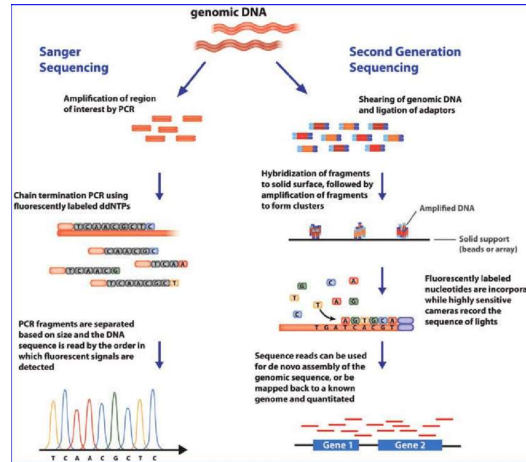 genomic DNA
Sanger
Sequencing
Amplification of region
of interest by PCR
Chain termination PCR using
fluorescently labeled ddNTPs
T C A A C G C T C
C A A C G C
T C A A
T C A A C G
T C A A C G C T
PCR fragments are separated
based on size and the DNA
sequence is read by the order in
which fluorescent signals are
detected
T C A A C G C T C
Second Generation
Sequencing
Shearing of genomic DNA
and ligation of adaptors
Hybridization of fragments
to solid surface, followed by
amplification of fragments
to form clusters
Amplified DNA
Solid support
(beads or array)
Fluorescently labeled
nucleotides are incorpora
while highly sensitive
cameras record the
sequence of lights
G C A
T T A G
C A G T G C A
T G A T C A C G T
Sequence reads can be used
for de novo assembly of the
genomic sequence, or be
mapped back to a known
genome and quantitated
Gene 1 Gene 2